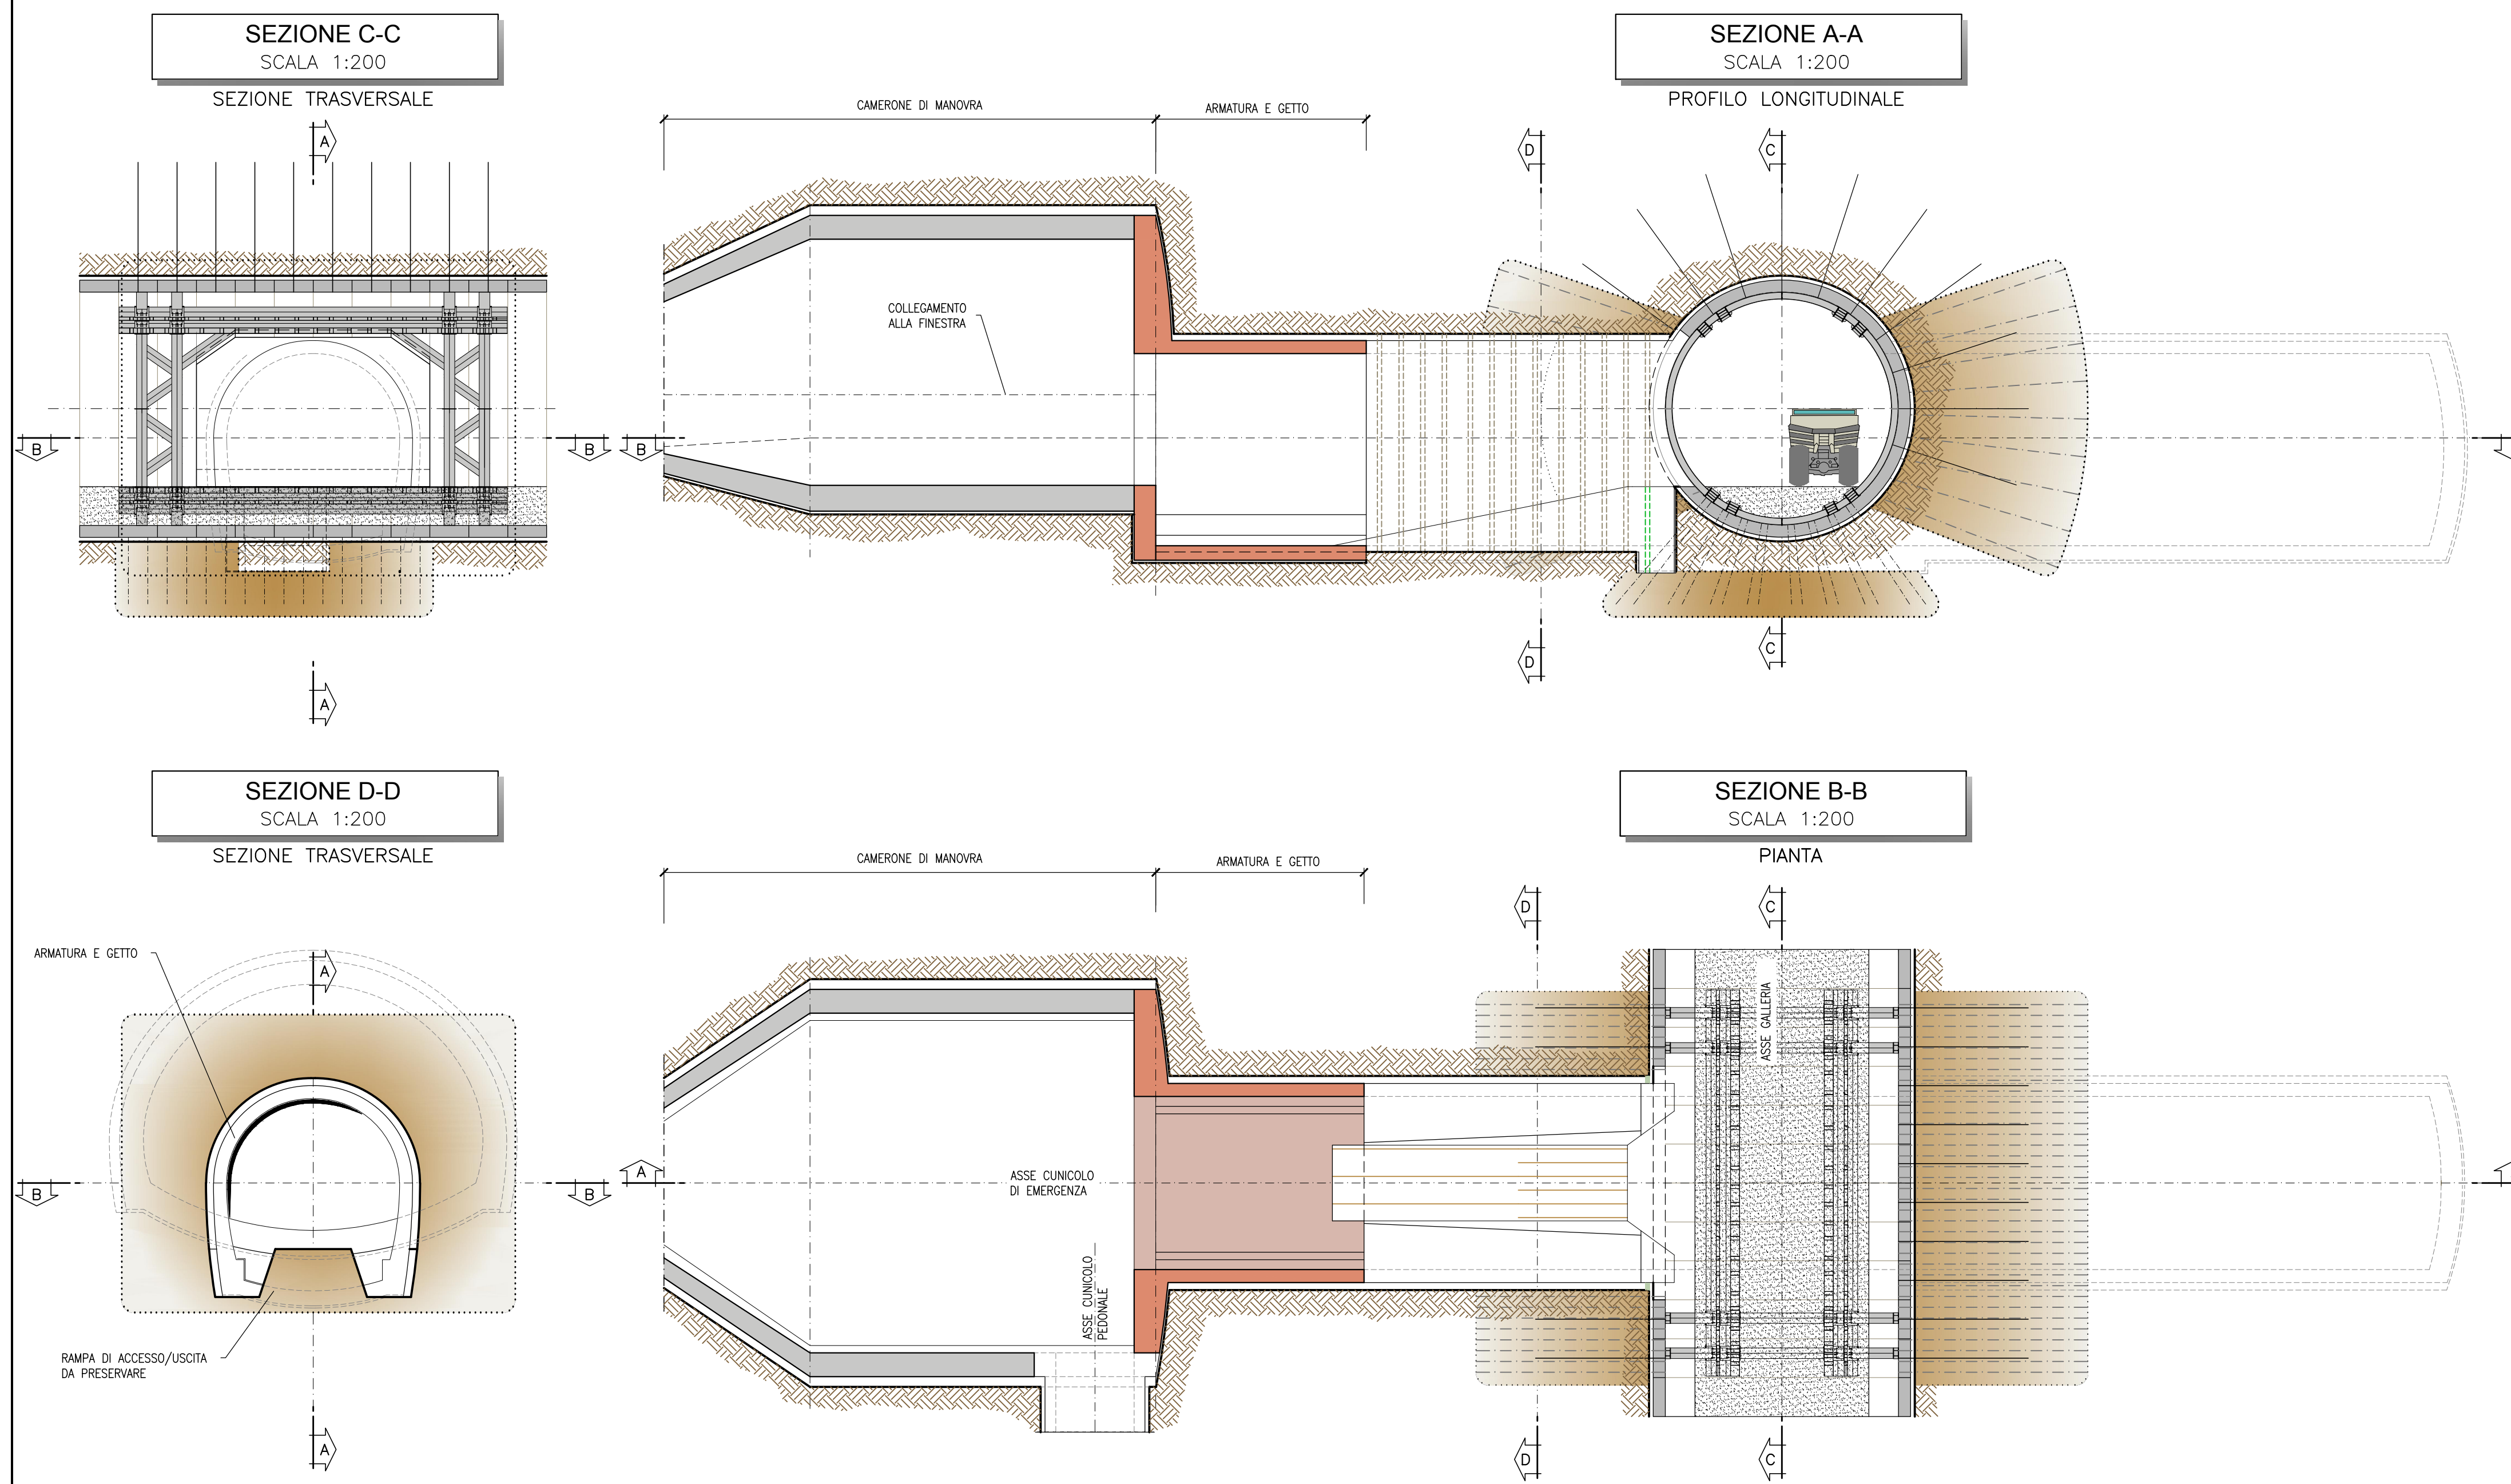 SEZIONE C-C
SCALA 1:200
SEZIONE TRASVERSALE
A
B
B
A
SEZIONE A-A
SCALA 1:200
PROFILO LONGITUDINALE
CAMERONE DI MANOVRA
ARMATURA E GETTO
D
C
COLLEGAMENTO
ALLA FINESTRA
B
D
C
SEZIONE D-D
SCALA 1:200
SEZIONE TRASVERSALE
ARMATURA E GETTO
A
B
B
RAMPA DI ACCESSO/USCITA
DA PRESERVARE
A
SEZIONE B-B
SCALA 1:200
PIANTA
CAMERONE DI MANOVRA
ARMATURA E GETTO
D
C
ASSE GALLERIA
A
ASSE CUNICOLO
DI EMERGENZA
ASSE CUNICOLO
PEDONALE
D
C